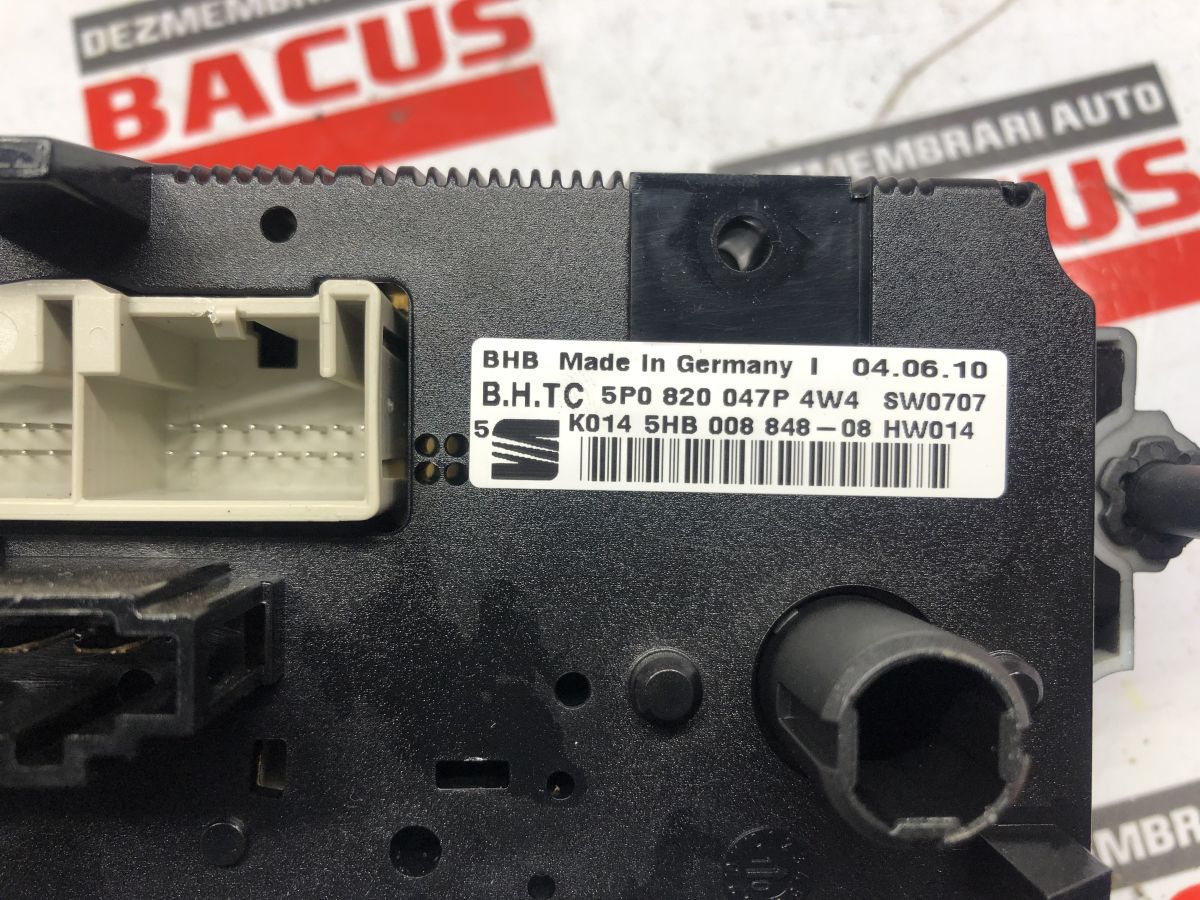 DEZMEMBRARI AUTO
BACUS
DEZMEMBRARI AUTO
BHB Made In Germany I 04.06.10
B.H.TC 5P0 820 047P 4W4 SW0707
5 K014 5HB 008 848-08 HW014